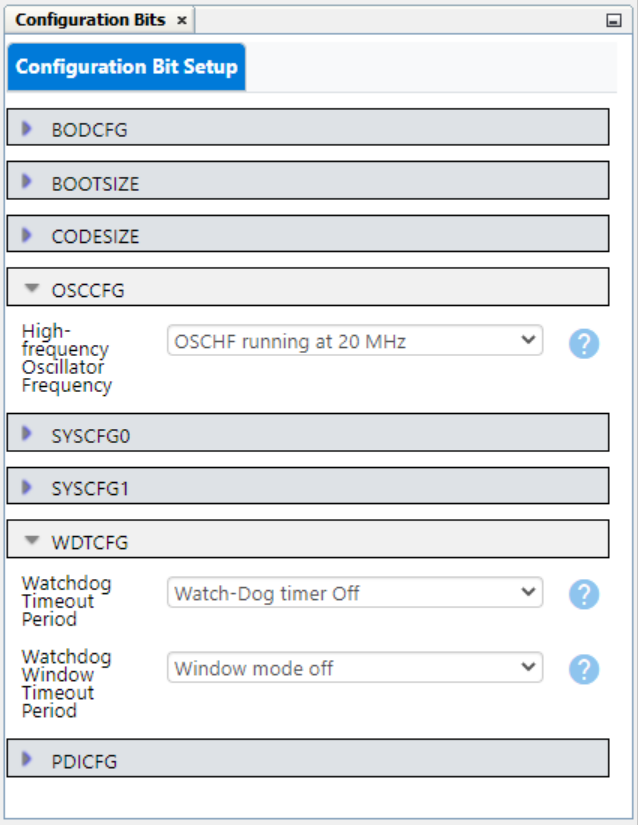 Configuration Bits ×
Configuration Bit Setup
BODCFG
BOOTSIZE
CODESIZE
OSCCFG
High-
frequency
Oscillator
Frequency
OSCHF running at 20 MHz
?
SYSCFG0
SYSCFG1
WDTCFG
Watchdog
Timeout
Period
Watch-Dog timer Off
?
Watchdog
Window
Timeout
Period
Window mode off
?
PDICFG